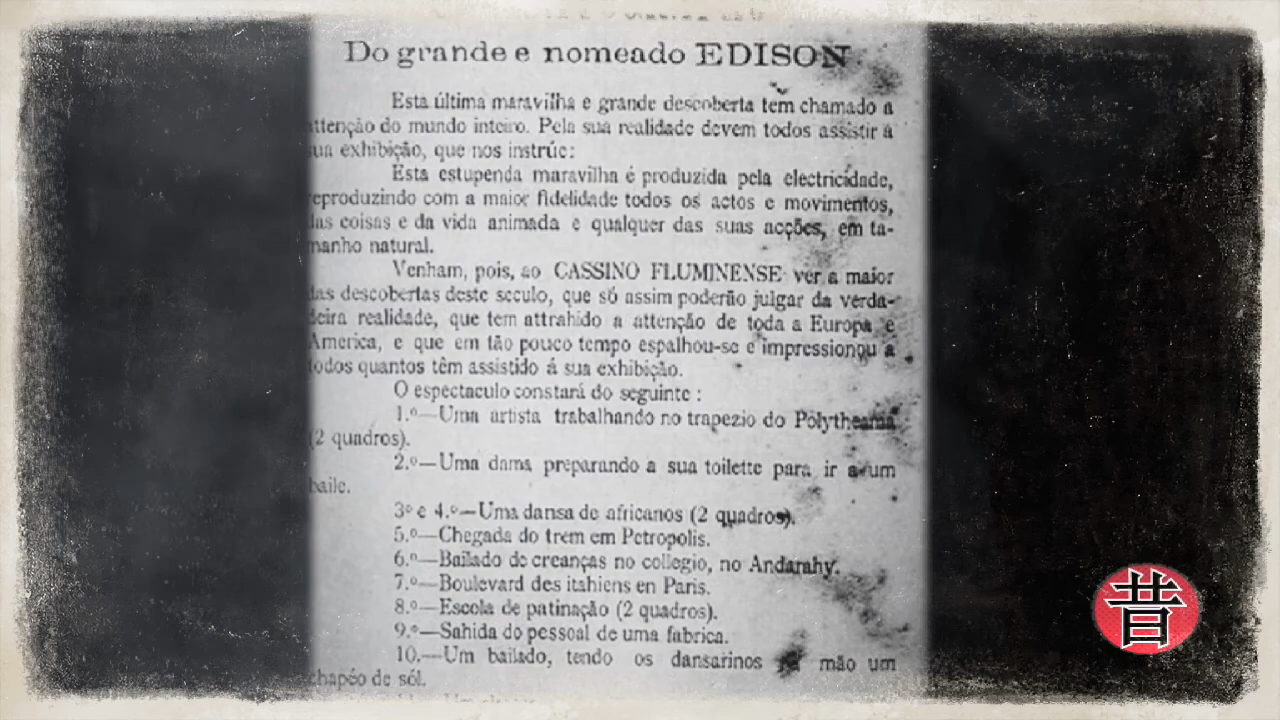 Do grande e nomeado EDISON
Esta última maravilha e grande descoberta tem chamado a
attenção do mundo inteiro. Pela sua realidade devem todos assistir á
sua exhibição, que nos instrúe:
Esta estupenda maravilha é produzida pela electricidade,
reproduzindo com a maior fidelidade todos os actos e movimentos,
das coisas e da vida animada e qualquer das suas acções, em ta-
manho natural.
Venham, pois, ao CASSINO FLUMINENSE ver a maior
das descobertas deste seculo, que só assim poderão julgar da verda-
deira realidade, que tem attrahido a attenção de toda a Europa e
America, e que em tão pouco tempo espalhou-se e impressionou a
todos quantos têm assistido á sua exhibição.
O espectaculo constará do seguinte:
1.º—Uma artista trabalhando no trapezio do Polytheama
(2 quadros).
2.º—Uma dama preparando a sua toilette para ir a um
baile.
3º e 4.º—Uma dansa de africanos (2 quadros).
5.º—Chegada do trem em Petropolis.
6.º—Bailado de creanças no collegio, no Andarahy.
7.º—Boulevard des itahiens en Paris.
8.º—Escola de patinação (2 quadros).
9.º—Sahida do pessoal de uma fabrica.
10.—Um bailado, tendo os dansarinos mão um
chapéo de sól.
昔